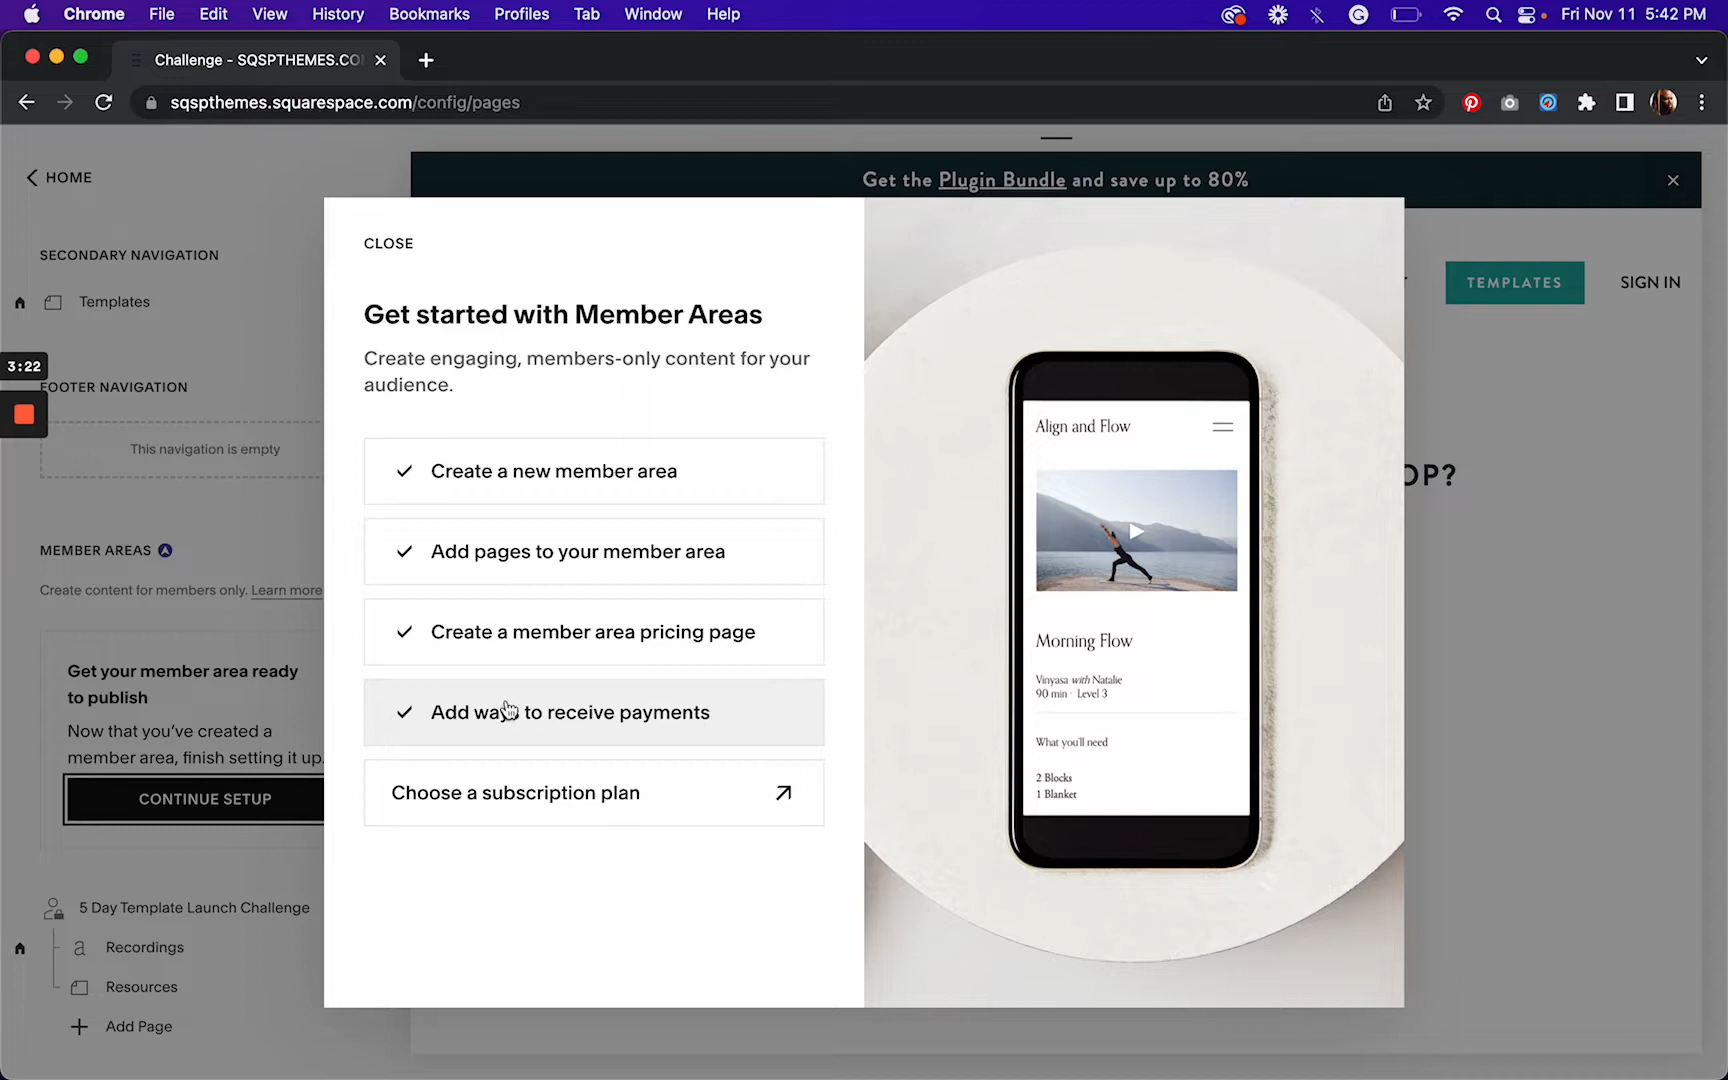 Chrome File Edit View History Bookmarks Profiles Tab Window Help Fri Nov 11 5:42 PM
Challenge - SQSPTHEMES.CO
sqspthemes.squarespace.com/config/pages
HOME
Get the Plugin Bundle and save up to 80%
SECONDARY NAVIGATION
Templates
TEMPLATES
SIGN IN
3:22
FOOTER NAVIGATION
This navigation is empty
OP?
MEMBER AREAS
Create content for members only. Learn more
Get your member area ready
to publish
Now that you've created a
member area, finish setting it up.
CONTINUE SETUP
5 Day Template Launch Challenge
Recordings
Resources
Add Page
CLOSE
Get started with Member Areas
Create engaging, members-only content for your
audience.
Create a new member area
Add pages to your member area
Create a member area pricing page
Add ways to receive payments
Choose a subscription plan
Align and Flow
Morning Flow
Vinyasa with Natalie
90 min · Level 3
What you'll need
2 Blocks
1 Blanket